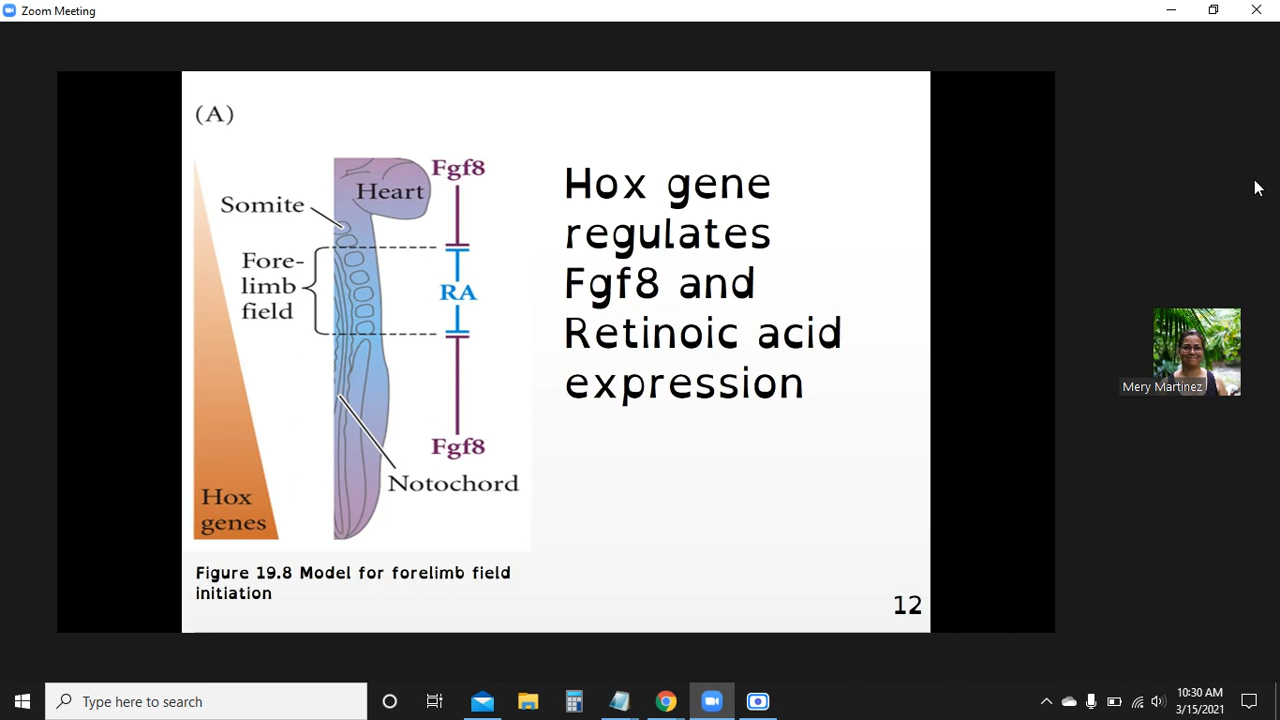 Zoom Meeting
(A)
Fgf8
Heart
Somite
Fore-
limb
field
RA
Fgf8
Notochord
Hox
genes
Hox gene
regulates
Fgf8 and
Retinoic acid
expression
Figure 19.8 Model for forelimb field
initiation
12
Mery Martinez
Type here to search
10:30 AM
3/15/2021